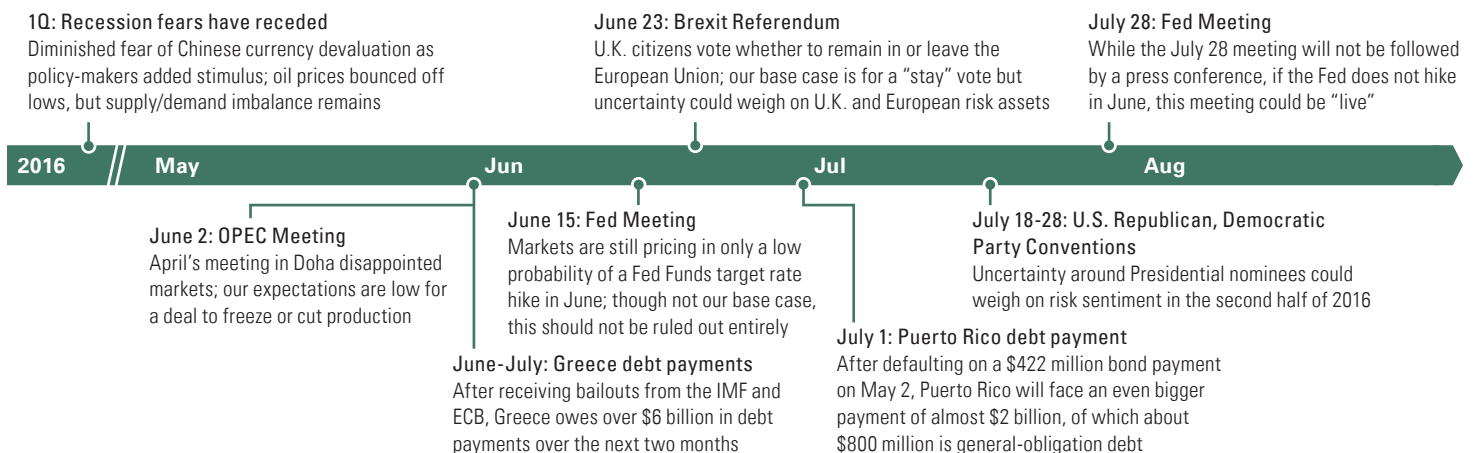 1Q: Recession fears have receded
Diminished fear of Chinese currency devaluation as
policy-makers added stimulus; oil prices bounced off
lows, but supply/demand imbalance remains
June 23: Brexit Referendum
U.K. citizens vote whether to remain in or leave the
European Union; our base case is for a “stay” vote but
uncertainty could weigh on U.K. and European risk assets
July 28: Fed Meeting
While the July 28 meeting will not be followed
by a press conference, if the Fed does not hike
in June, this meeting could be “live”
2016 May Jun Jul Aug
June 2: OPEC Meeting
April’s meeting in Doha disappointed
markets; our expectations are low for
a deal to freeze or cut production
June-July: Greece debt payments
After receiving bailouts from the IMF and
ECB, Greece owes over $6 billion in debt
payments over the next two months
June 15: Fed Meeting
Markets are still pricing in only a low
probability of a Fed Funds target rate
hike in June; though not our base case,
this should not be ruled out entirely
July 1: Puerto Rico debt payment
After defaulting on a $422 million bond payment
on May 2, Puerto Rico will face an even bigger
payment of almost $2 billion, of which about
$800 million is general-obligation debt
July 18-28: U.S. Republican, Democratic
Party Conventions
Uncertainty around Presidential nominees could
weigh on risk sentiment in the second half of 2016